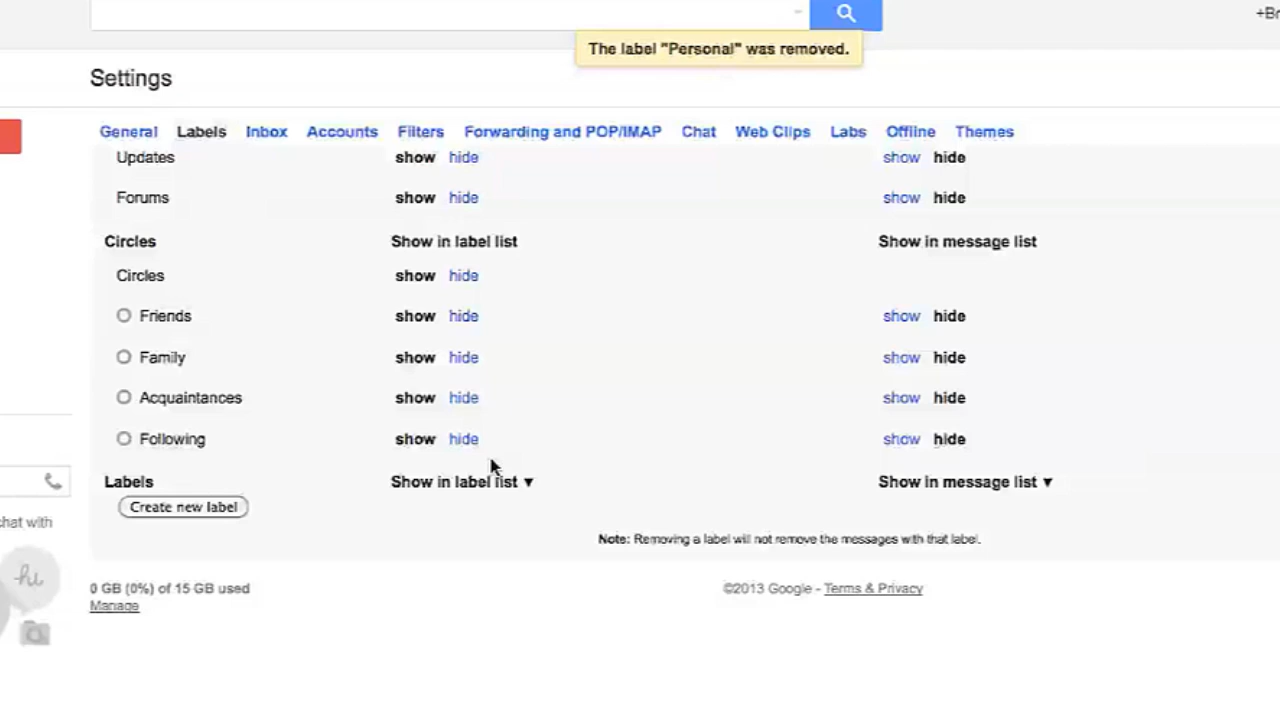 +Br
The label "Personal" was removed.
Settings
General Labels Inbox Accounts Filters Forwarding and POP/IMAP Chat Web Clips Labs Offline Themes
Updates show hide show hide
Forums show hide show hide
Circles Show in label list Show in message list
Circles show hide
Friends show hide show hide
Family show hide show hide
Acquaintances show hide show hide
Following show hide show hide
Labels Show in label list ▼ Show in message list ▼
Create new label
chat with
Note: Removing a label will not remove the messages with that label.
hi
0 GB (0%) of 15 GB used
©2013 Google - Terms & Privacy
Manage